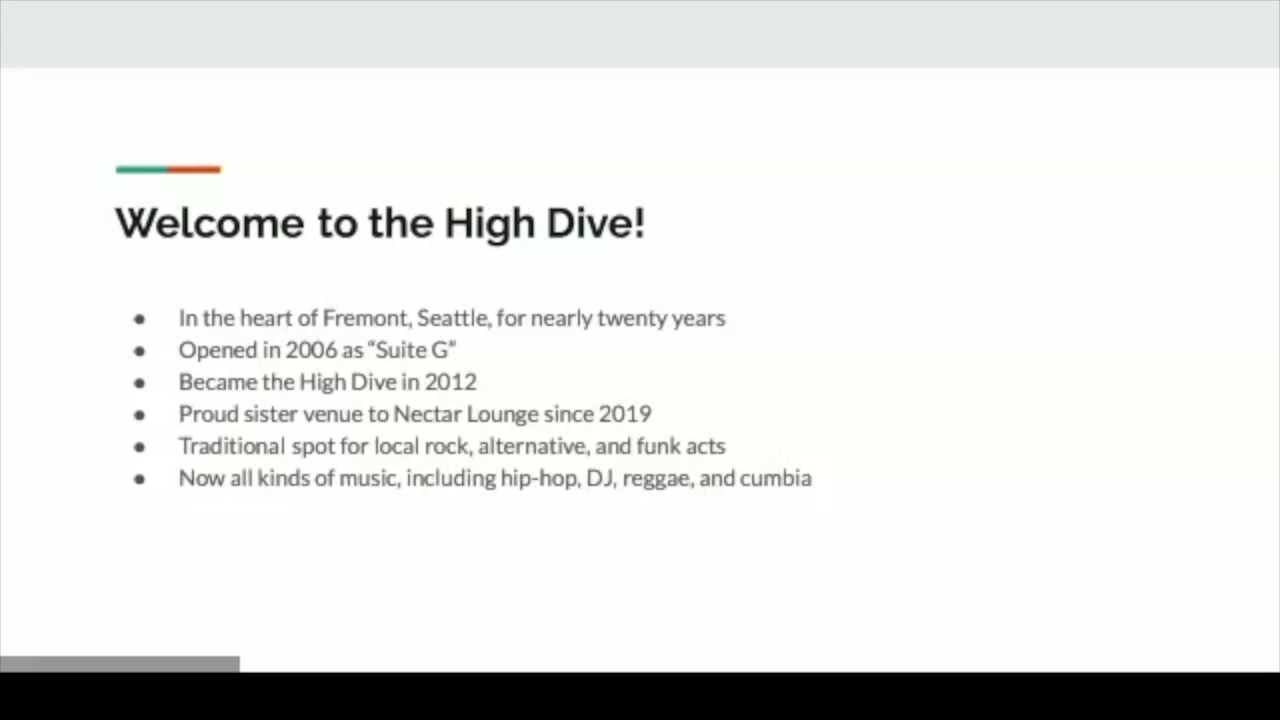 Welcome to the High Dive!
● In the heart of Fremont, Seattle, for nearly twenty years
● Opened in 2006 as “Suite G”
● Became the High Dive in 2012
● Proud sister venue to Nectar Lounge since 2019
● Traditional spot for local rock, alternative, and funk acts
● Now all kinds of music, including hip-hop, DJ, reggae, and cumbia